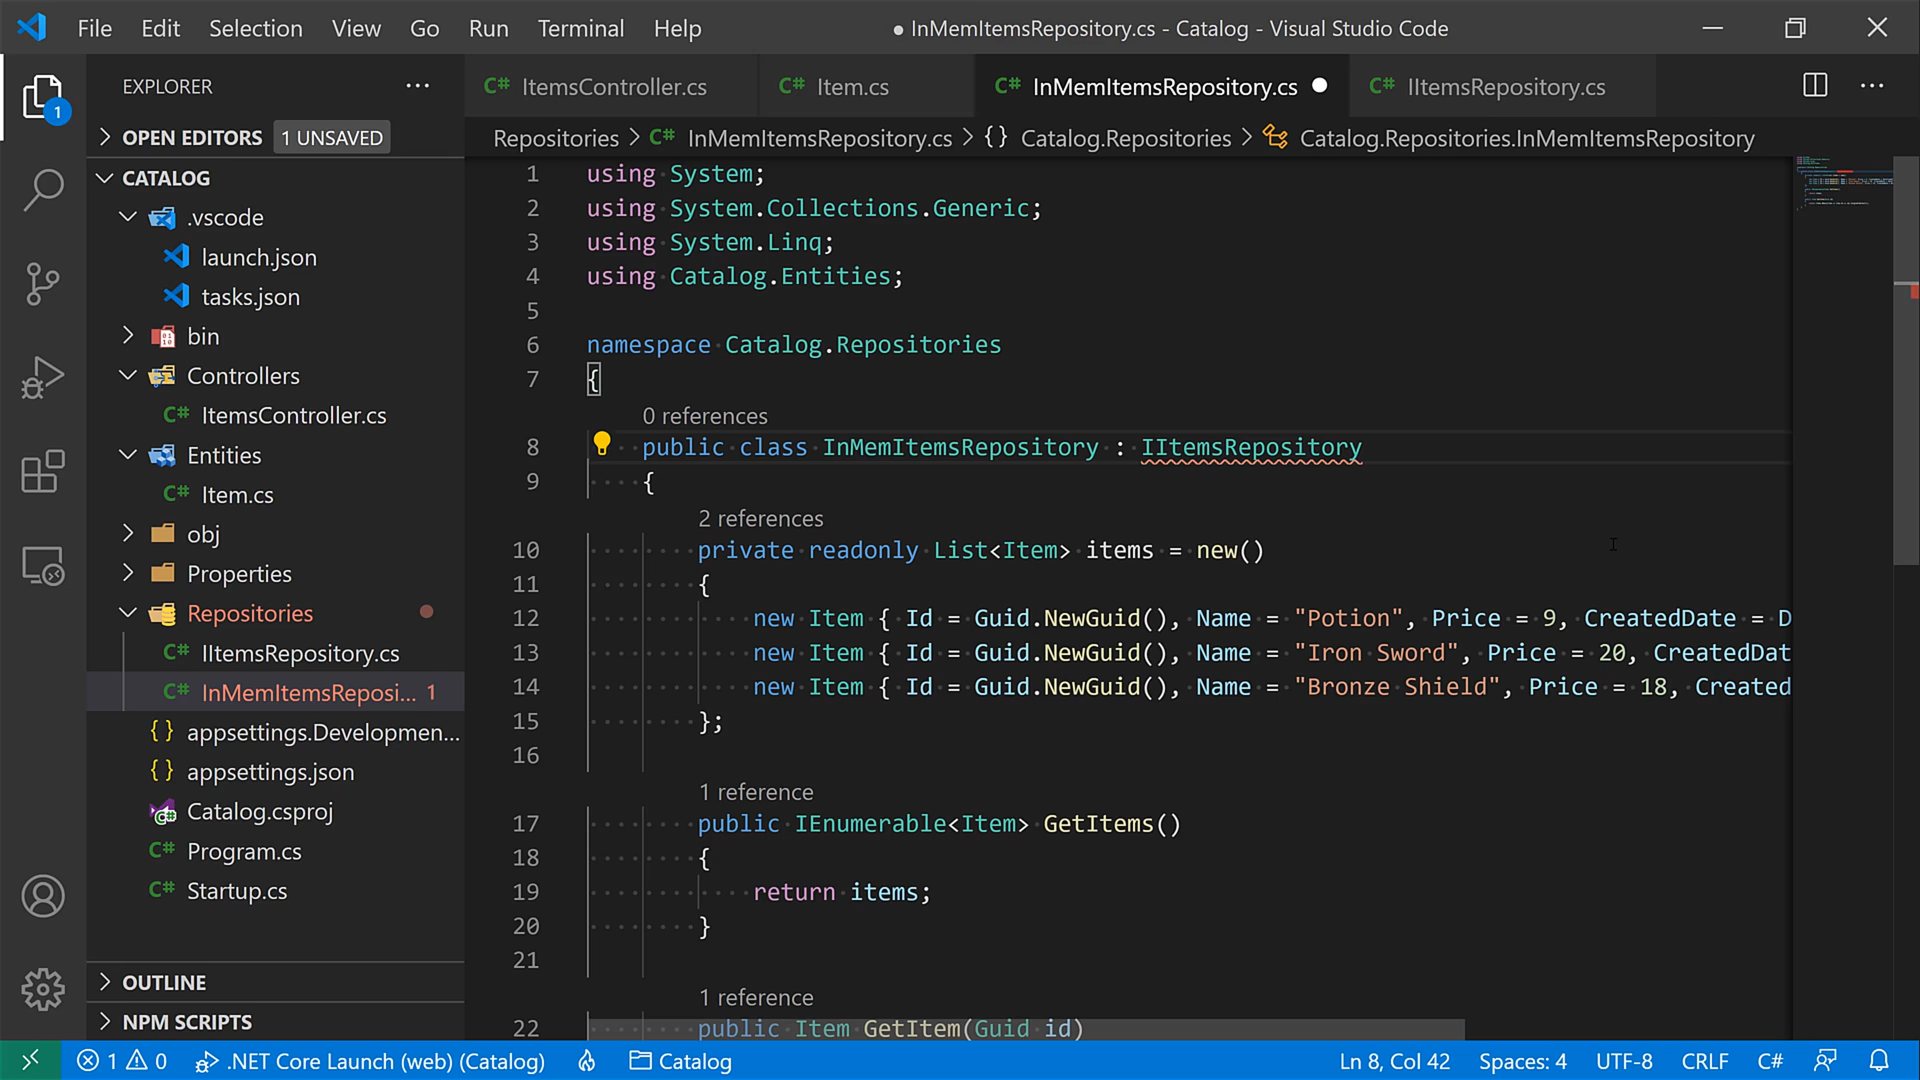 File Edit Selection View Go Run Terminal Help
● InMemItemsRepository.cs - Catalog - Visual Studio Code
EXPLORER
ItemsController.cs
Item.cs
InMemItemsRepository.cs
IItemsRepository.cs
OPEN EDITORS 1 UNSAVED
Repositories > InMemItemsRepository.cs > {} Catalog.Repositories > Catalog.Repositories.InMemItemsRepository
1
CATALOG
.vscode
launch.json
tasks.json
bin
Controllers
ItemsController.cs
Entities
Item.cs
obj
Properties
Repositories
IItemsRepository.cs
InMemItemsReposi... 1
appsettings.Developmen...
appsettings.json
Catalog.csproj
Program.cs
Startup.cs
OUTLINE
NPM SCRIPTS
1 using System;
2 using System.Collections.Generic;
3 using System.Linq;
4 using Catalog.Entities;
5
6 namespace Catalog.Repositories
7 {
0 references
8 public class InMemItemsRepository : IItemsRepository
9 {
2 references
10 private readonly List<Item> items = new()
11 {
12 new Item { Id = Guid.NewGuid(), Name = "Potion", Price = 9, CreatedDate = D
13 new Item { Id = Guid.NewGuid(), Name = "Iron Sword", Price = 20, CreatedDat
14 new Item { Id = Guid.NewGuid(), Name = "Bronze Shield", Price = 18, Created
15 };
16
1 reference
17 public IEnumerable<Item> GetItems()
18 {
19 return items;
20 }
21
1 reference
22 public Item GetItem(Guid id)
1 0 .NET Core Launch (web) (Catalog) Catalog Ln 8, Col 42 Spaces: 4 UTF-8 CRLF C#